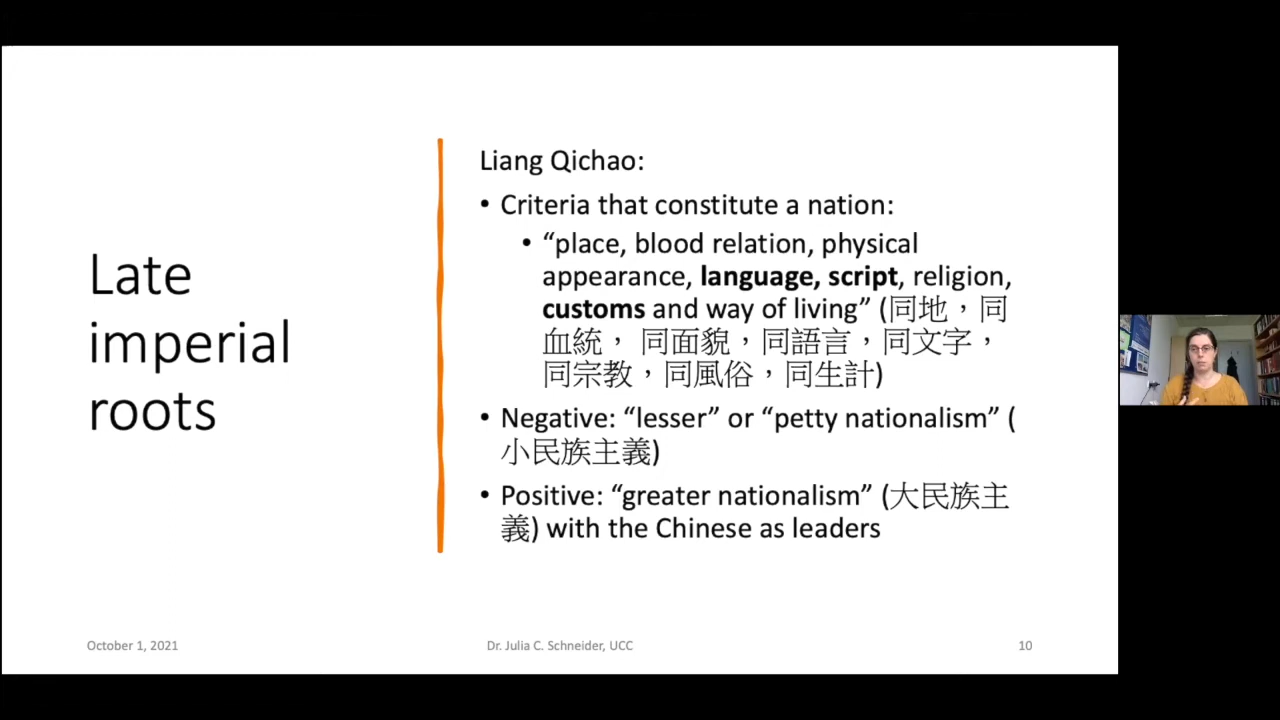 Late
imperial
roots
Liang Qichao:
• Criteria that constitute a nation:
• “place, blood relation, physical
appearance, language, script, religion,
customs and way of living” (同地，同
血統， 同面貌，同語言，同文字，
同宗教，同風俗，同生計)
• Negative: “lesser” or “petty nationalism” (
小民族主義)
• Positive: “greater nationalism” (大民族主
義) with the Chinese as leaders
October 1, 2021
Dr. Julia C. Schneider, UCC
10